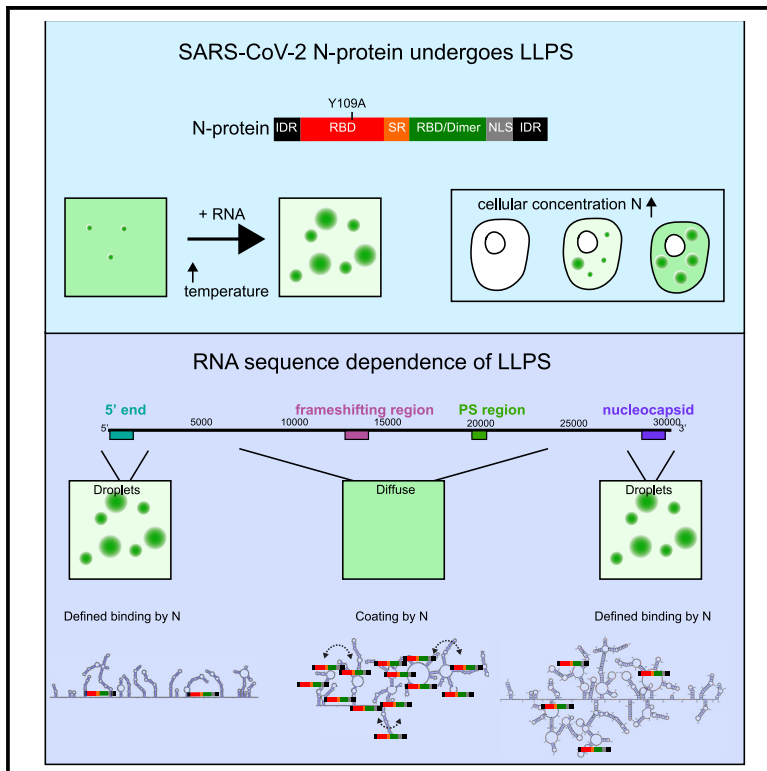 SARS-CoV-2 N-protein undergoes LLPS
Y109A
N-protein IDR RBD SR RBD/Dimer NLS IDR
+ RNA
temperature
cellular concentration N
RNA sequence dependence of LLPS
5' end frameshifting region PS region nucleocapsid
5' 5000 10000 15000 20000 25000 30000 3'
Droplets Diffuse Droplets
Defined binding by N Coating by N Defined binding by N